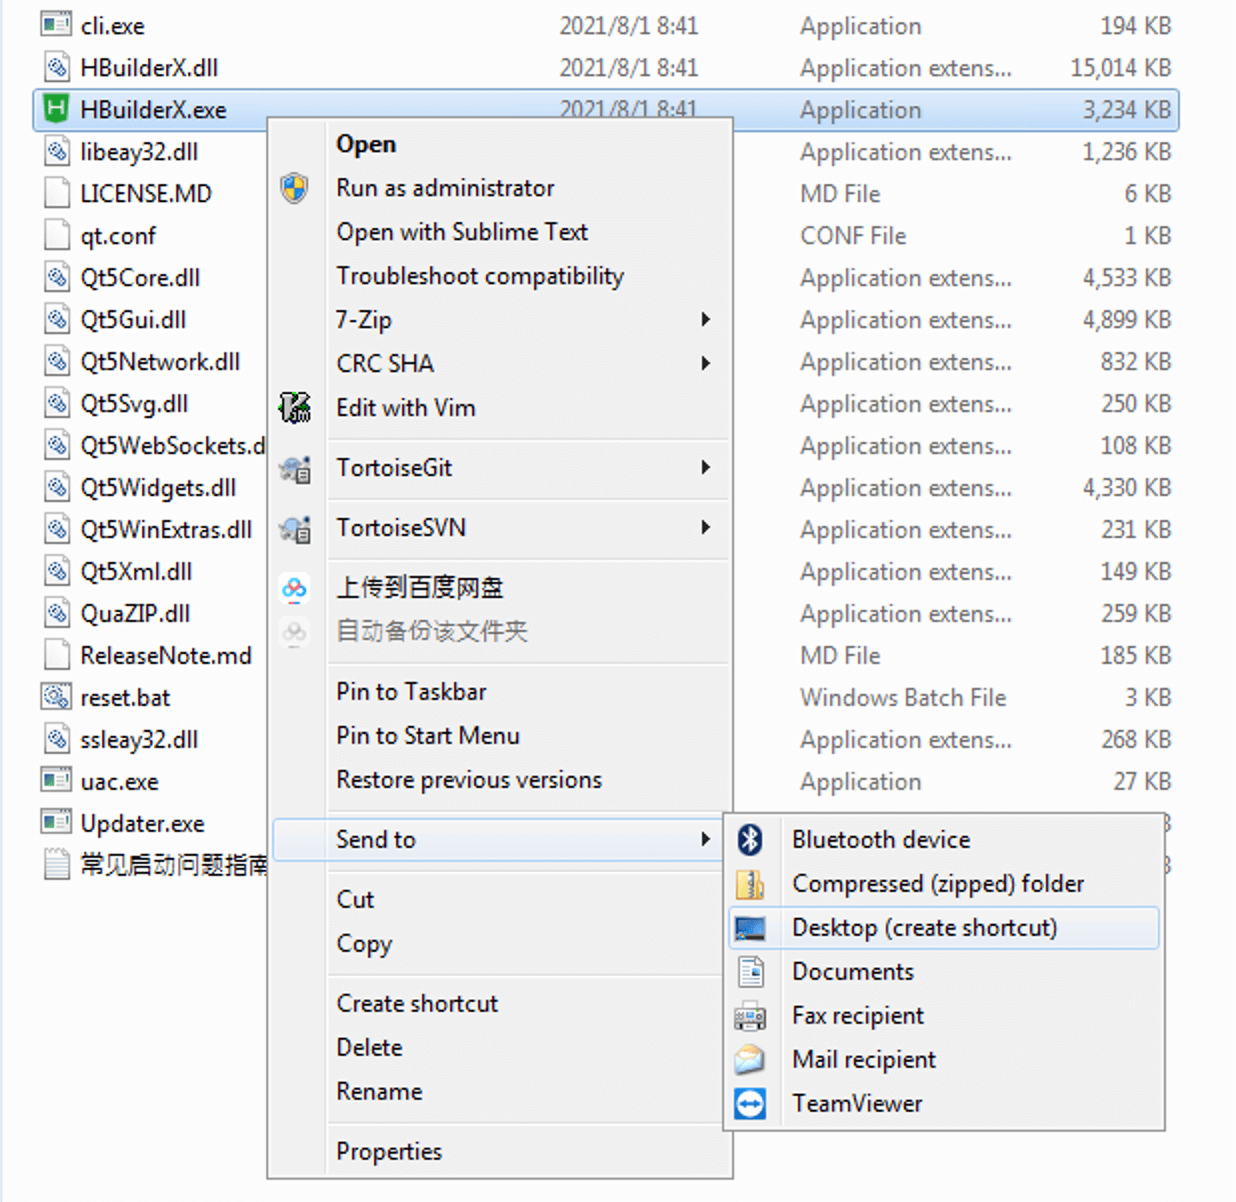 cli.exe 2021/8/1 8:41 Application 194 KB
HBuilderX.dll 2021/8/1 8:41 Application extens... 15,014 KB
HBuilderX.exe 2021/8/1 8:41 Application 3,234 KB
libeay32.dll Application extens... 1,236 KB
LICENSE.MD MD File 6 KB
qt.conf CONF File 1 KB
Qt5Core.dll Application extens... 4,533 KB
Qt5Gui.dll Application extens... 4,899 KB
Qt5Network.dll Application extens... 832 KB
Qt5Svg.dll Application extens... 250 KB
Qt5WebSockets.d Application extens... 108 KB
Qt5Widgets.dll Application extens... 4,330 KB
Qt5WinExtras.dll Application extens... 231 KB
Qt5Xml.dll Application extens... 149 KB
QuaZIP.dll Application extens... 259 KB
ReleaseNote.md MD File 185 KB
reset.bat Windows Batch File 3 KB
ssleay32.dll Application extens... 268 KB
uac.exe Application 27 KB
Updater.exe
常见启动问题指南
Open
Run as administrator
Open with Sublime Text
Troubleshoot compatibility
7-Zip
CRC SHA
Edit with Vim
TortoiseGit
TortoiseSVN
上传到百度网盘
自动备份该文件夹
Pin to Taskbar
Pin to Start Menu
Restore previous versions
Send to
Cut
Copy
Create shortcut
Delete
Rename
Properties
Bluetooth device
Compressed (zipped) folder
Desktop (create shortcut)
Documents
Fax recipient
Mail recipient
TeamViewer